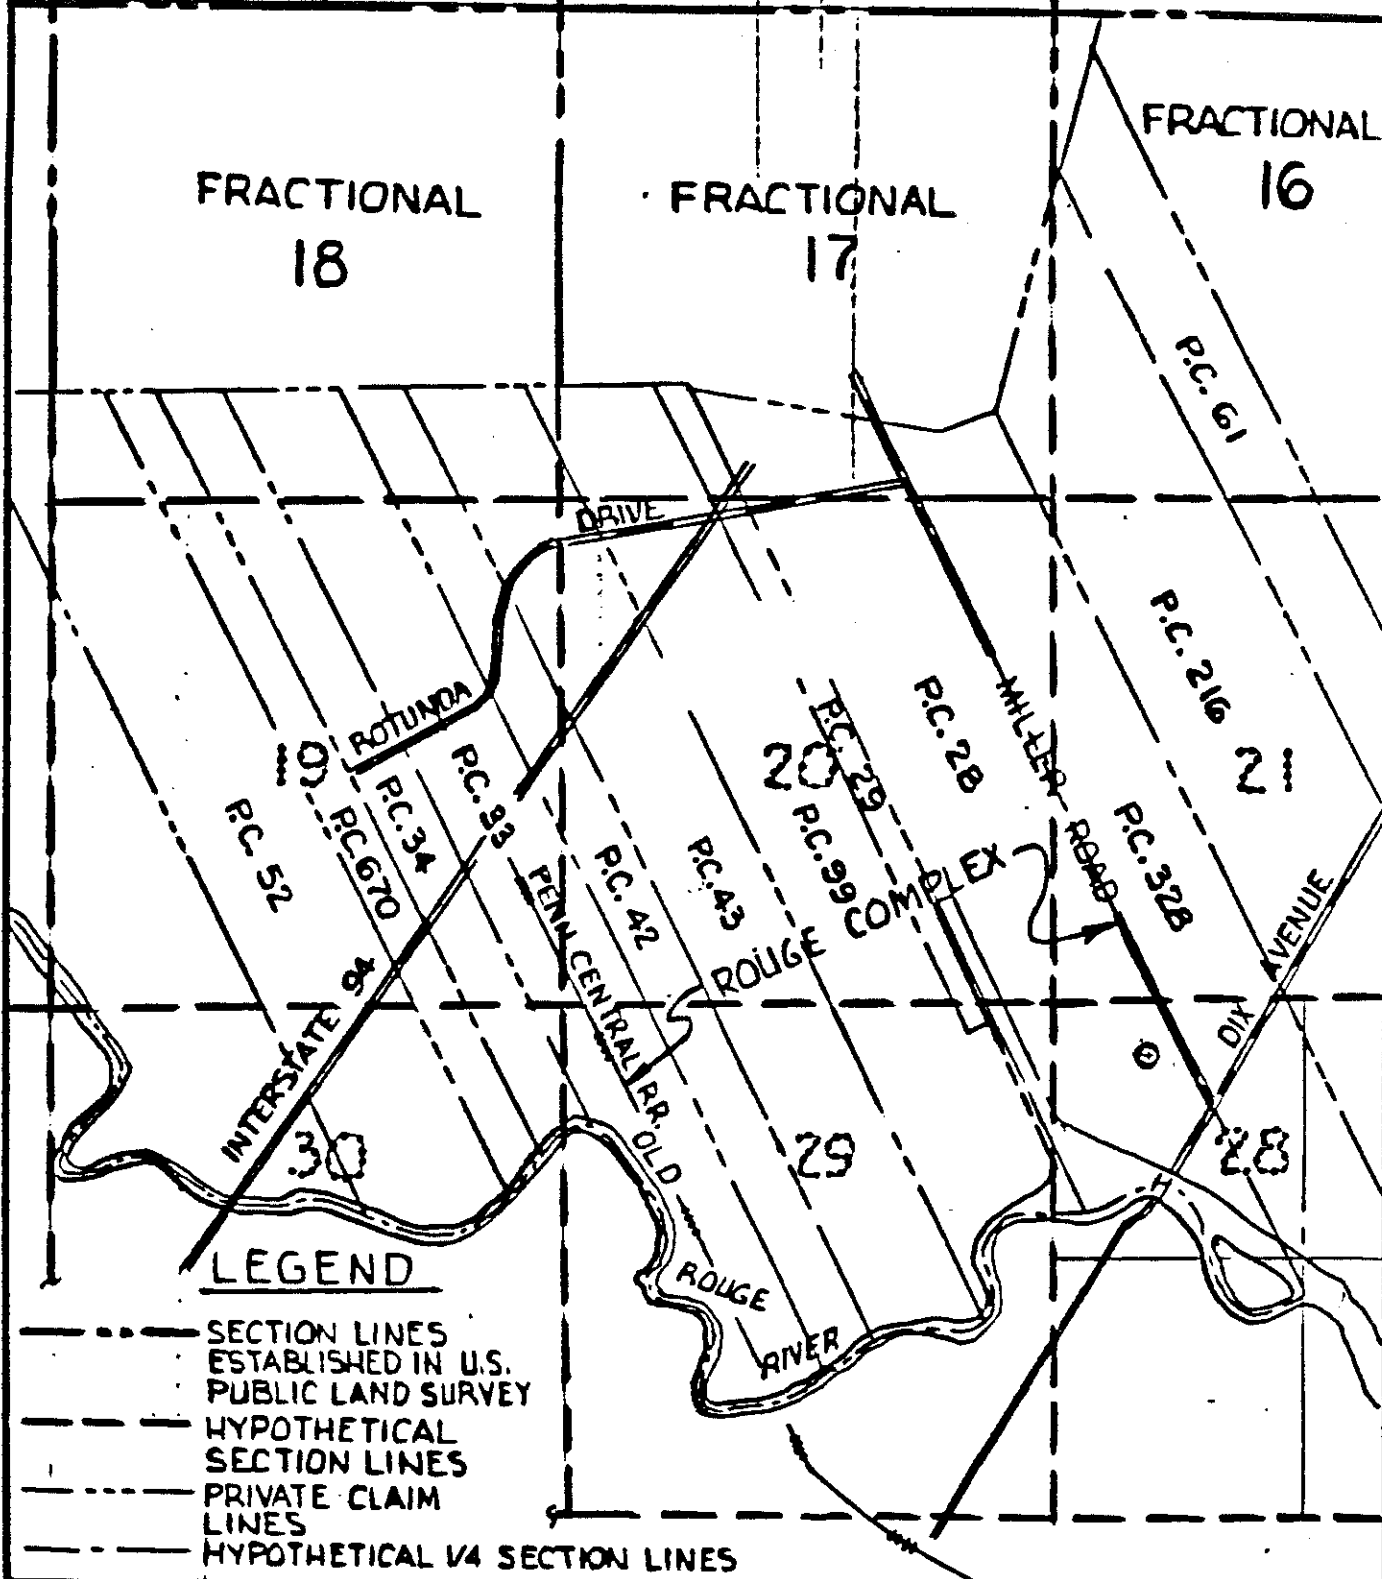 FRACTIONAL
18
FRACTIONAL
17
FRACTIONAL
16
P.C. 61
DRIVE
ROTUNDA
P.C. 216
MILLER
ROAD
P.C. 28
P.C. 29
20
21
19
P.C. 52
P.C. 670
P.C. 34
P.C. 33
P.C. 42
P.C. 43
P.C. 99
P.C. 328
ROUGE COMPLEX
PENN CENTRAL RR.
INTERSTATE 94
DIX AVENUE
30
29
28
OLD
ROUGE
RIVER
LEGEND
SECTION LINES
ESTABLISHED IN U.S.
PUBLIC LAND SURVEY
HYPOTHETICAL
SECTION LINES
PRIVATE CLAIM
LINES
HYPOTHETICAL 1/4 SECTION LINES